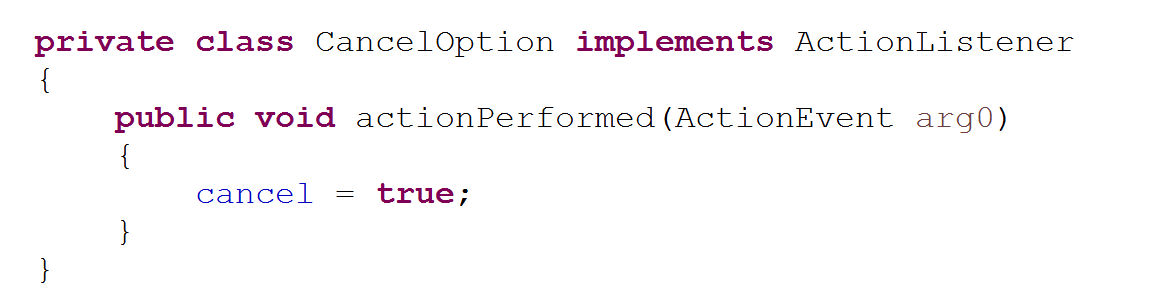 private class CancelOption implements ActionListener
{
    public void actionPerformed(ActionEvent arg0)
    {
        cancel = true;
    }
}